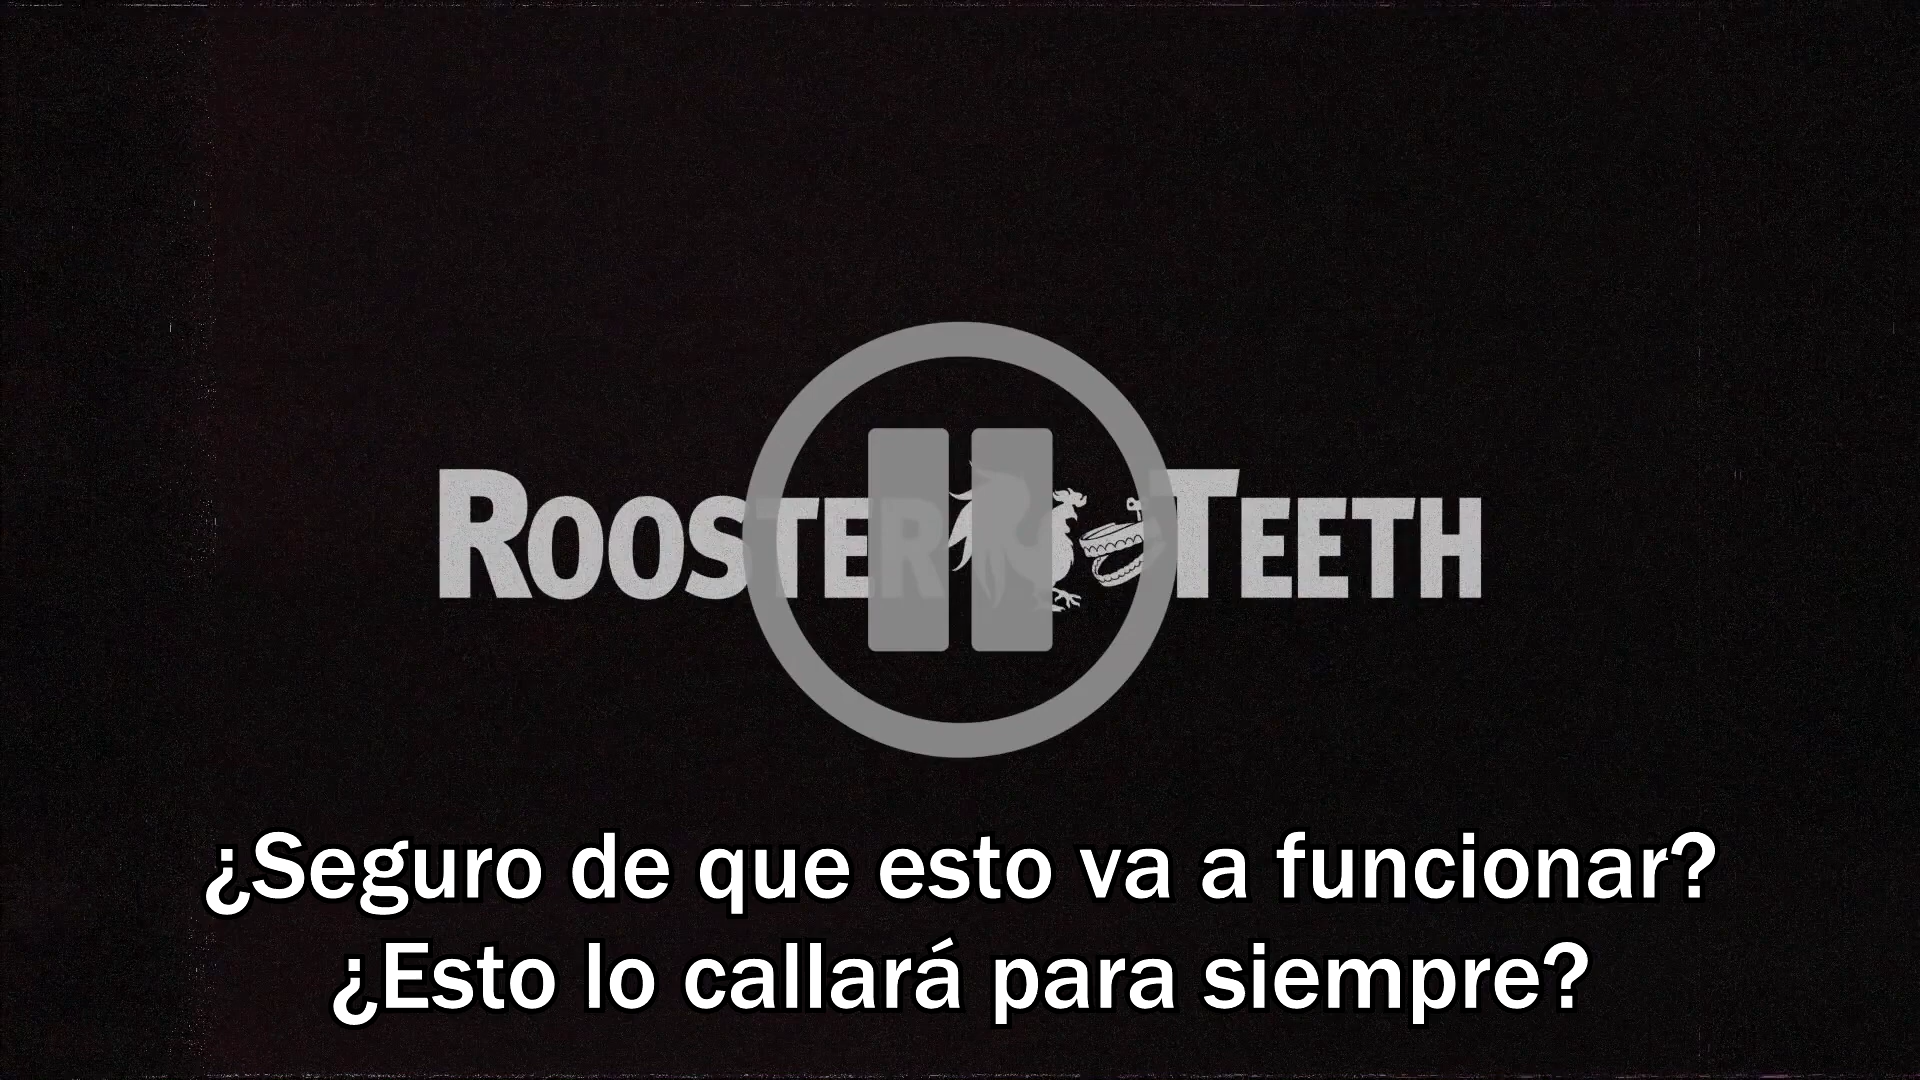 ROOSTER TEETH
¿Seguro de que esto va a funcionar?
¿Esto lo callará para siempre?